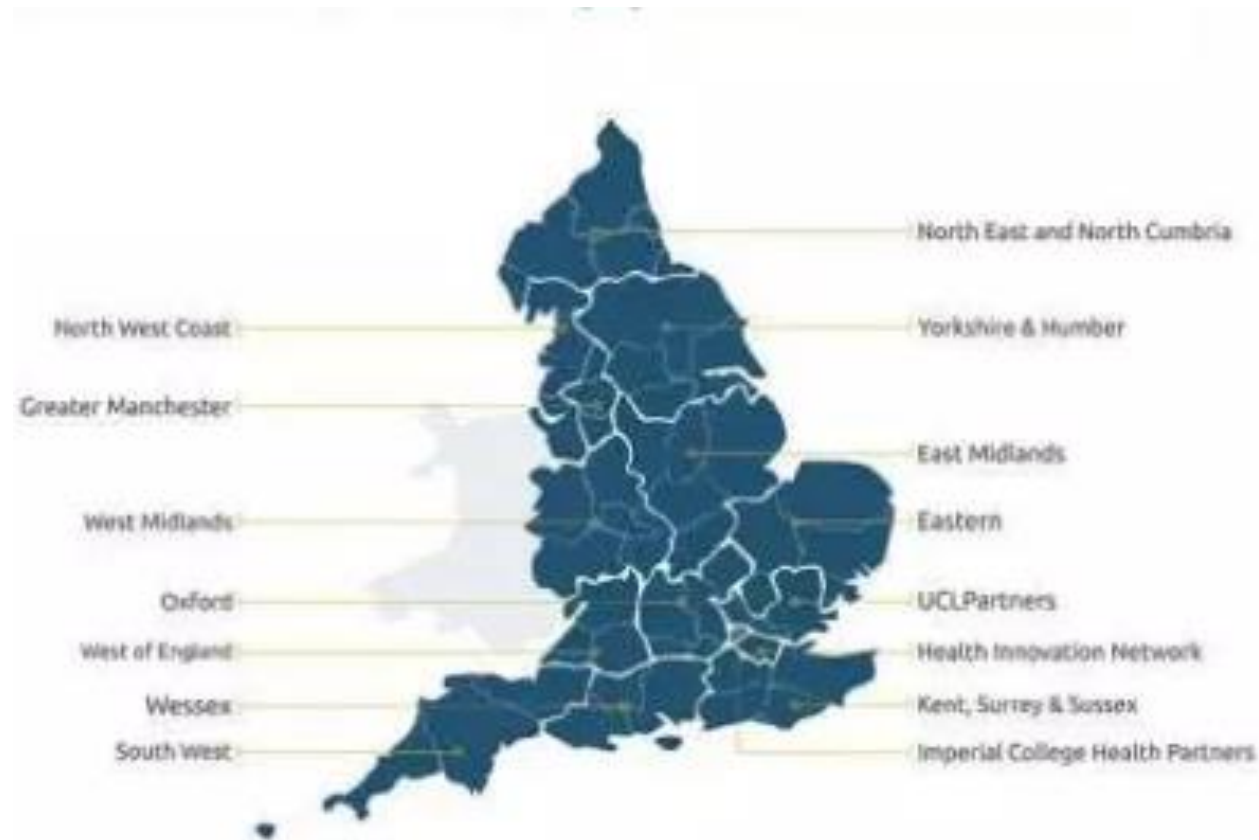 North West Coast
Greater Manchester
West Midlands
Oxford
West of England
Wessex
South West
North East and North Cumbria
Yorkshire & Humber
East Midlands
Eastern
UCLPartners
Health Innovation Network
Kent, Surrey & Sussex
Imperial College Health Partners